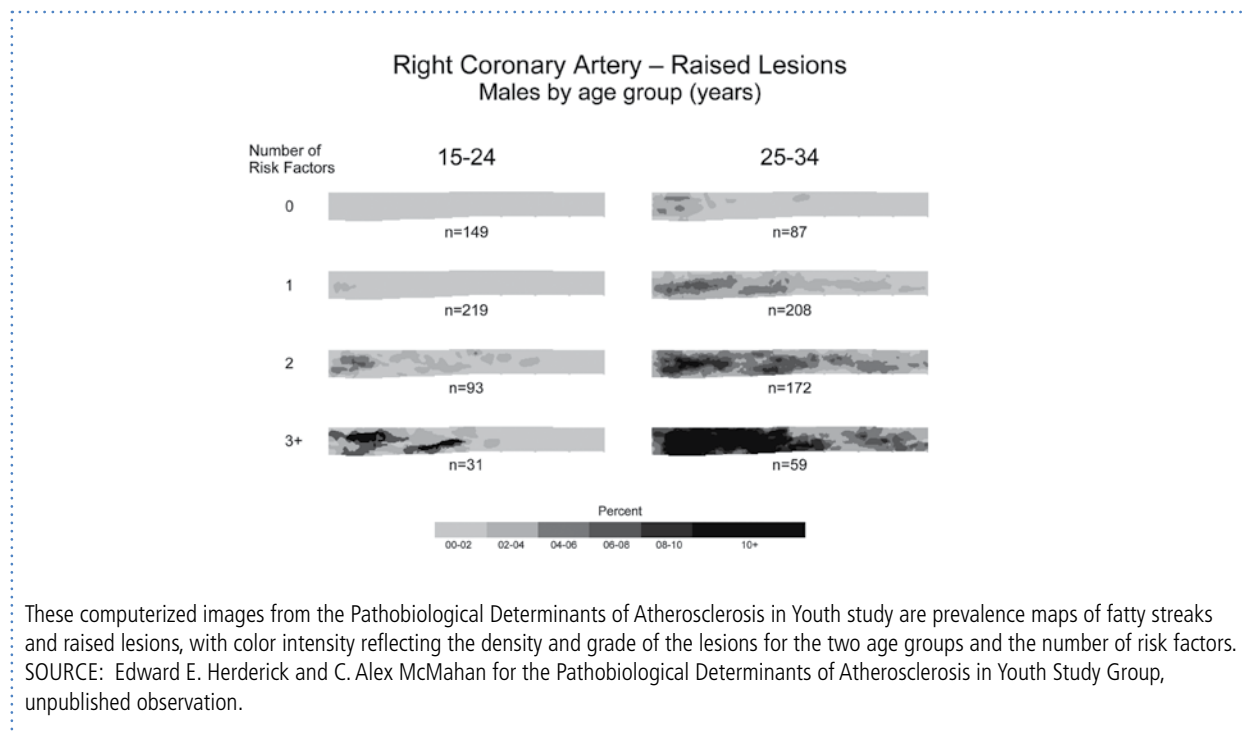 Right Coronary Artery – Raised Lesions
Males by age group (years)
Number of
Risk Factors
15-24
25-34
0
n=149
n=87
1
n=219
n=208
2
n=93
n=172
3+
n=31
n=59
Percent
00-02 02-04 04-06 06-08 08-10 10+
These computerized images from the Pathobiological Determinants of Atherosclerosis in Youth study are prevalence maps of fatty streaks
and raised lesions, with color intensity reflecting the density and grade of the lesions for the two age groups and the number of risk factors.
SOURCE: Edward E. Herderick and C. Alex McMahan for the Pathobiological Determinants of Atherosclerosis in Youth Study Group,
unpublished observation.